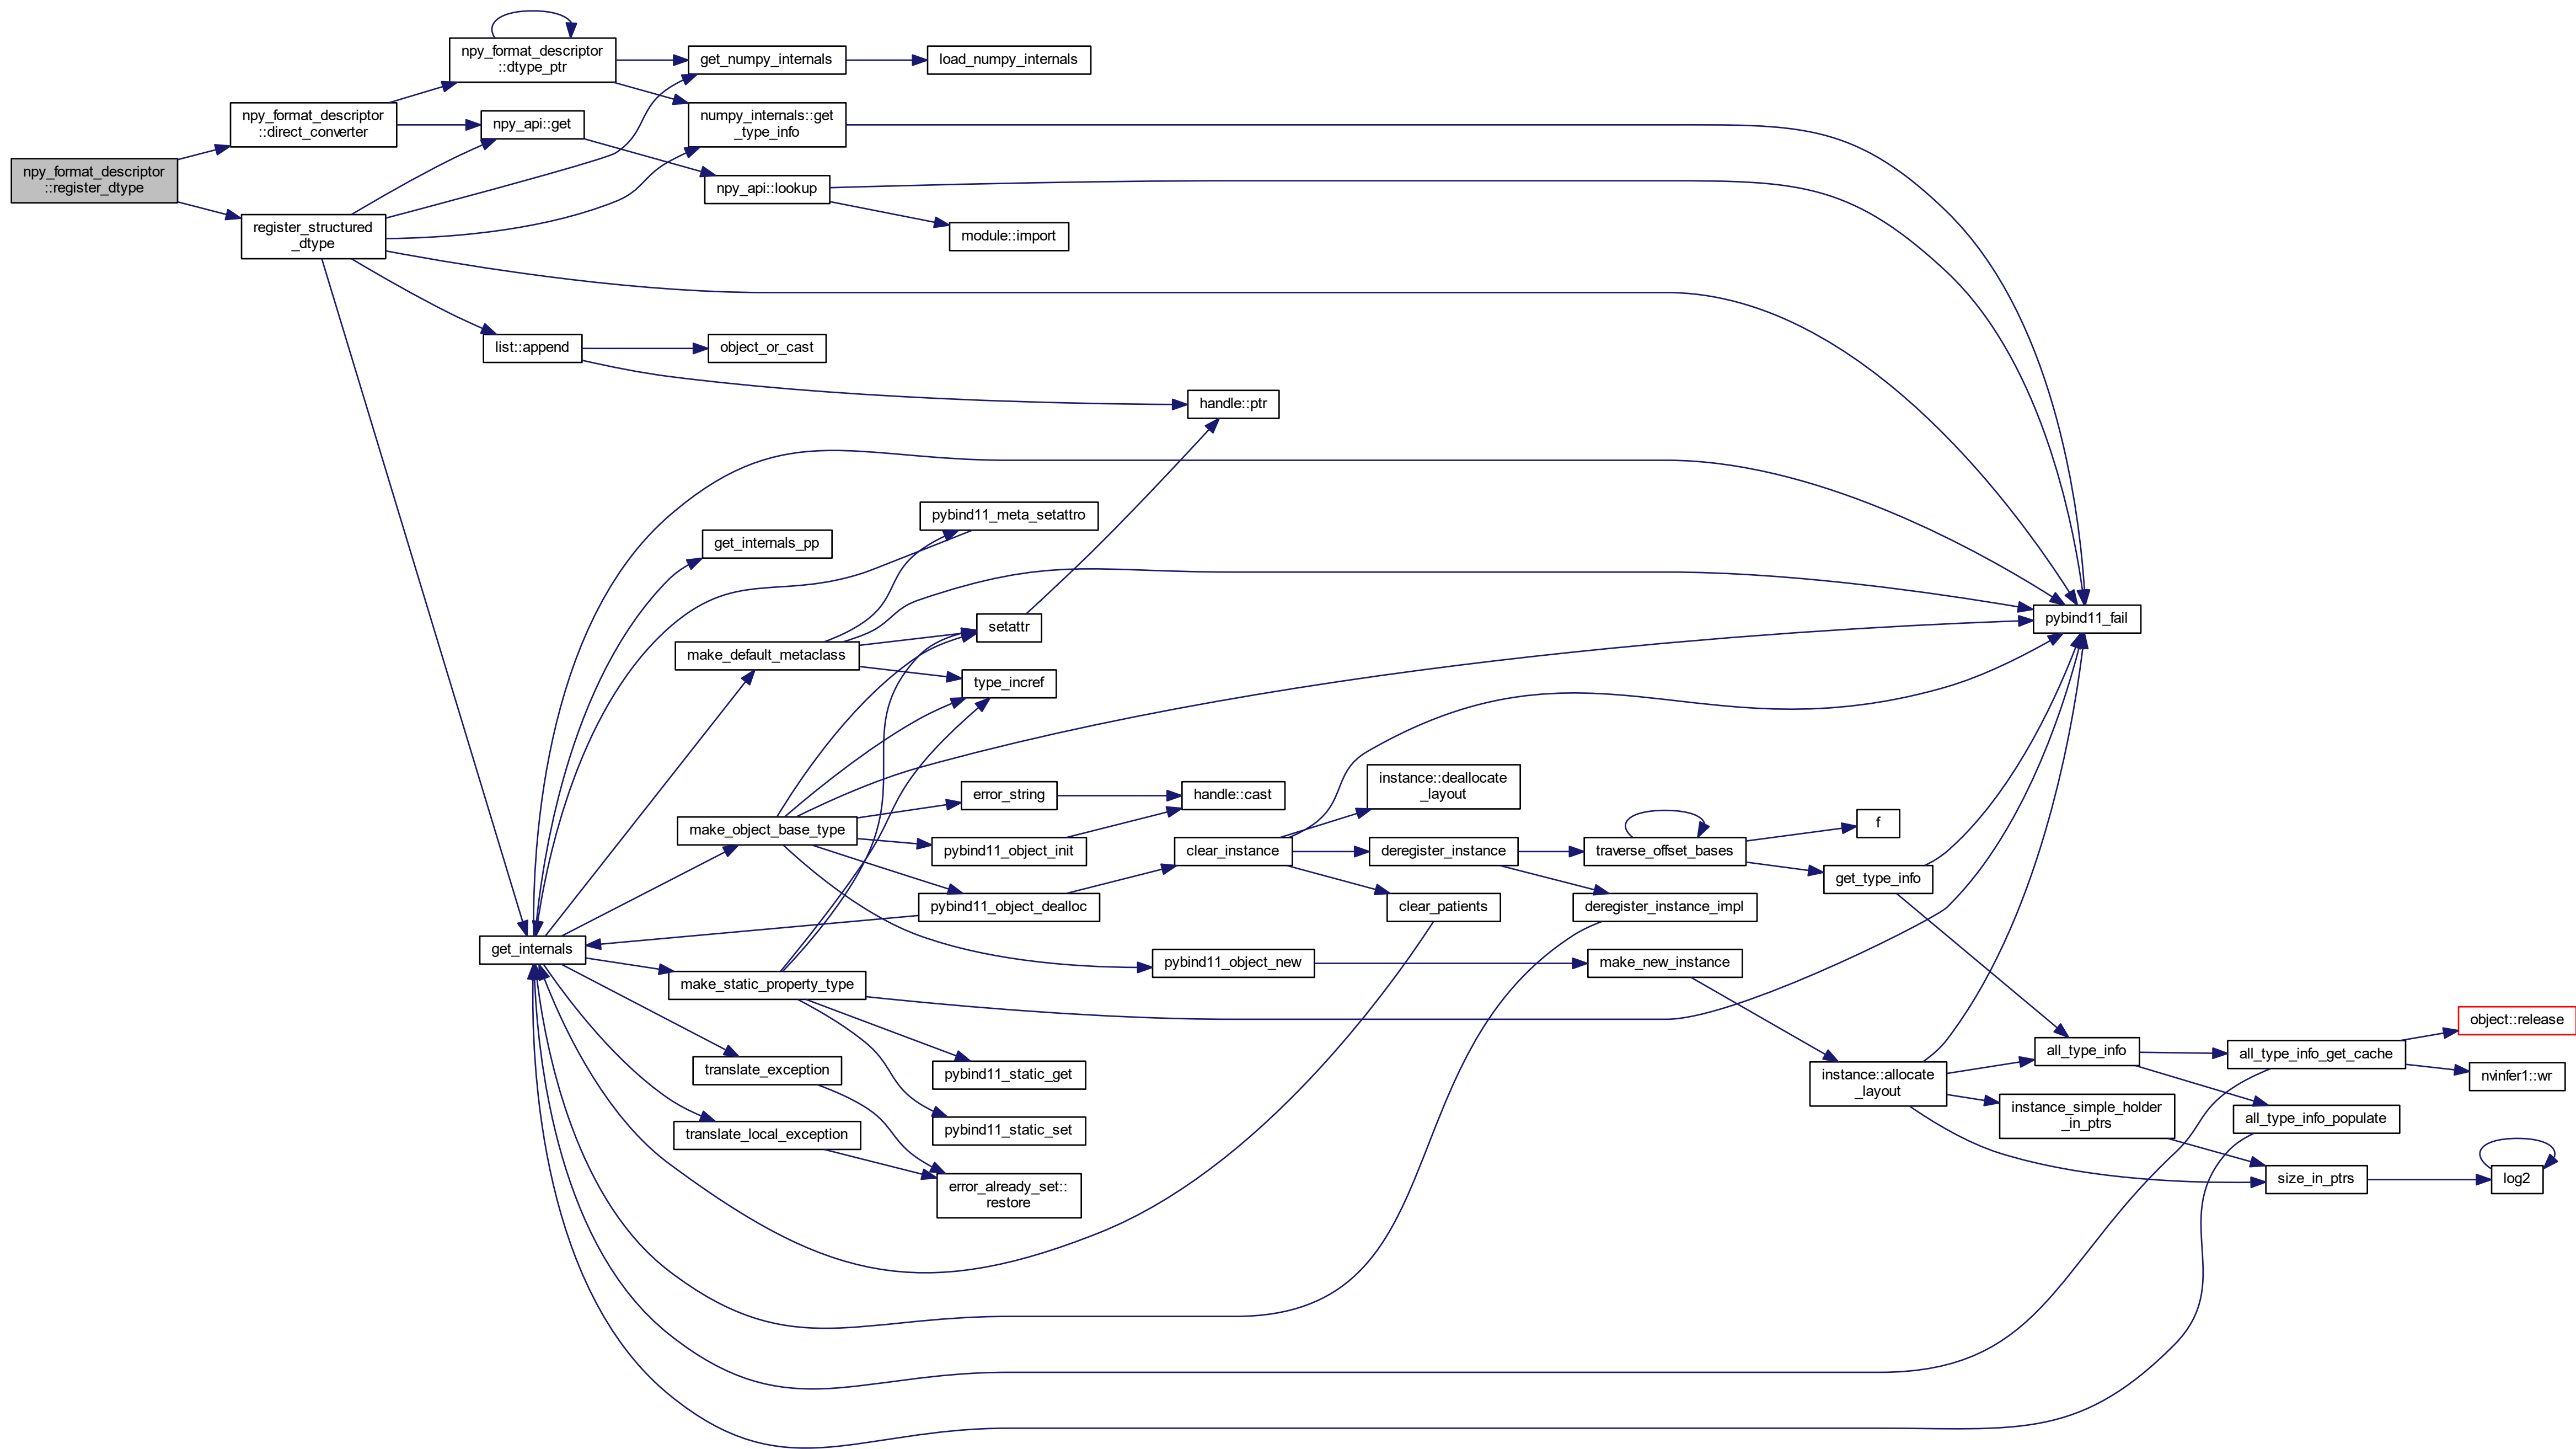 npy_format_descriptor
::register_dtype
npy_format_descriptor
::direct_converter
register_structured
_dtype
npy_format_descriptor
::dtype_ptr
npy_api::get
list::append
get_internals
get_numpy_internals
numpy_internals::get
_type_info
npy_api::lookup
object_or_cast
get_internals_pp
make_default_metaclass
make_object_base_type
make_static_property_type
translate_exception
translate_local_exception
load_numpy_internals
module::import
pybind11_meta_setattro
setattr
type_incref
error_string
pybind11_object_init
pybind11_object_dealloc
pybind11_static_get
pybind11_static_set
error_already_set::
restore
handle::ptr
handle::cast
clear_instance
pybind11_object_new
instance::deallocate
_layout
deregister_instance
clear_patients
traverse_offset_bases
deregister_instance_impl
make_new_instance
f
get_type_info
instance::allocate
_layout
pybind11_fail
all_type_info
instance_simple_holder
_in_ptrs
all_type_info_get_cache
all_type_info_populate
size_in_ptrs
object::release
nvinfer1::wr
log2